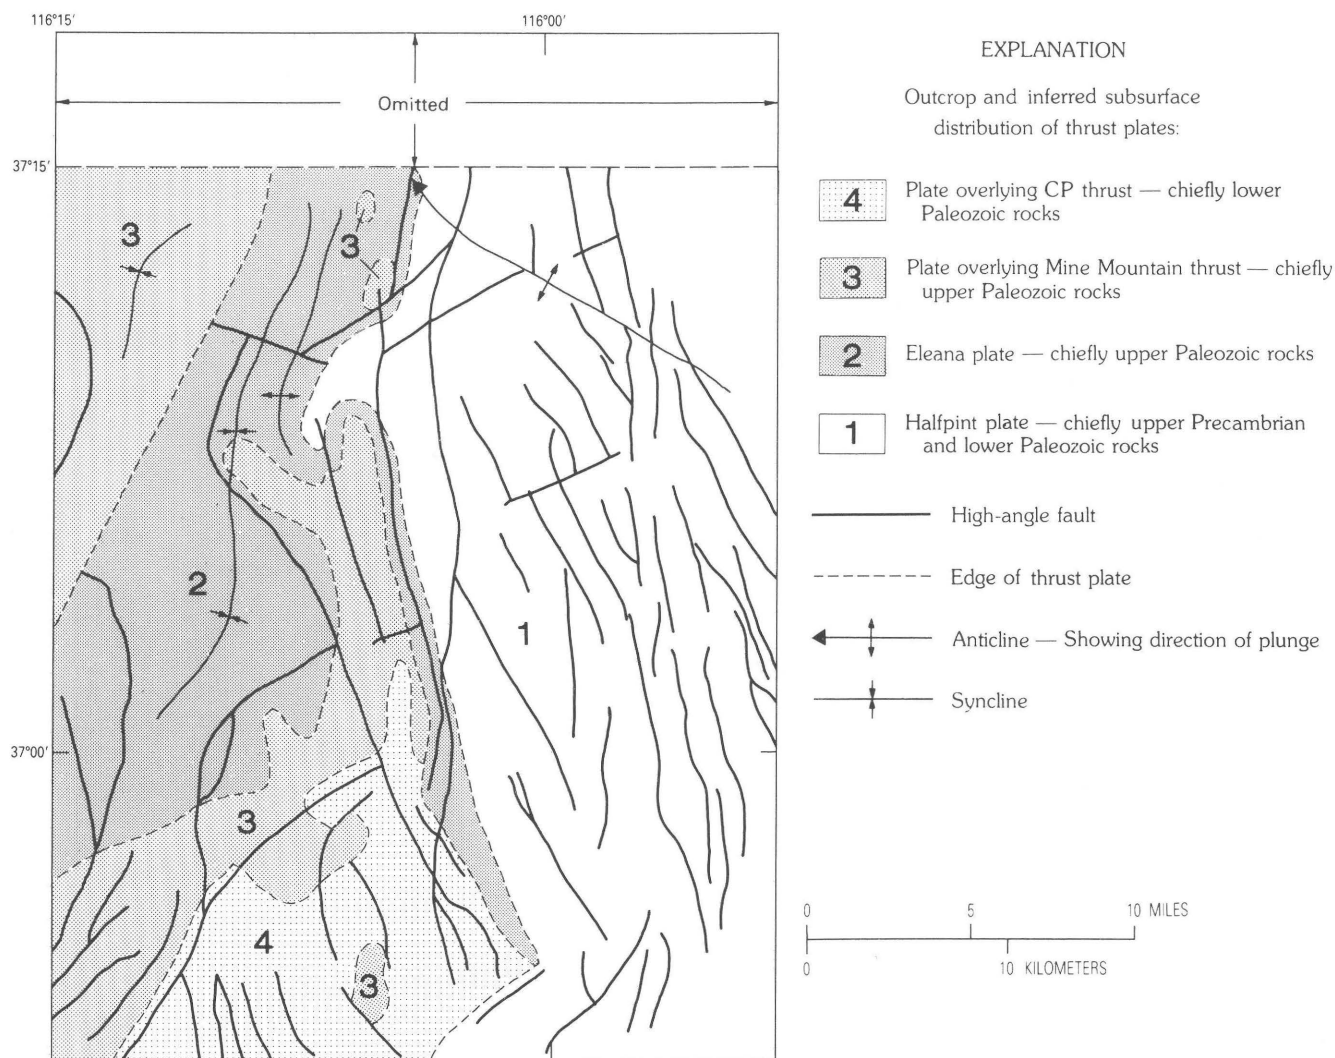 116°15'
116°00'
Omitted
37°15'
3
3
2
1
37°00'
3
4
3
EXPLANATION
Outcrop and inferred subsurface
distribution of thrust plates:
4
Plate overlying CP thrust — chiefly lower
Paleozoic rocks
3
Plate overlying Mine Mountain thrust — chiefly
upper Paleozoic rocks
2
Eleana plate — chiefly upper Paleozoic rocks
1
Halfpint plate — chiefly upper Precambrian
and lower Paleozoic rocks
High-angle fault
Edge of thrust plate
Anticline — Showing direction of plunge
Syncline
0 5 10 MILES
0 10 KILOMETERS